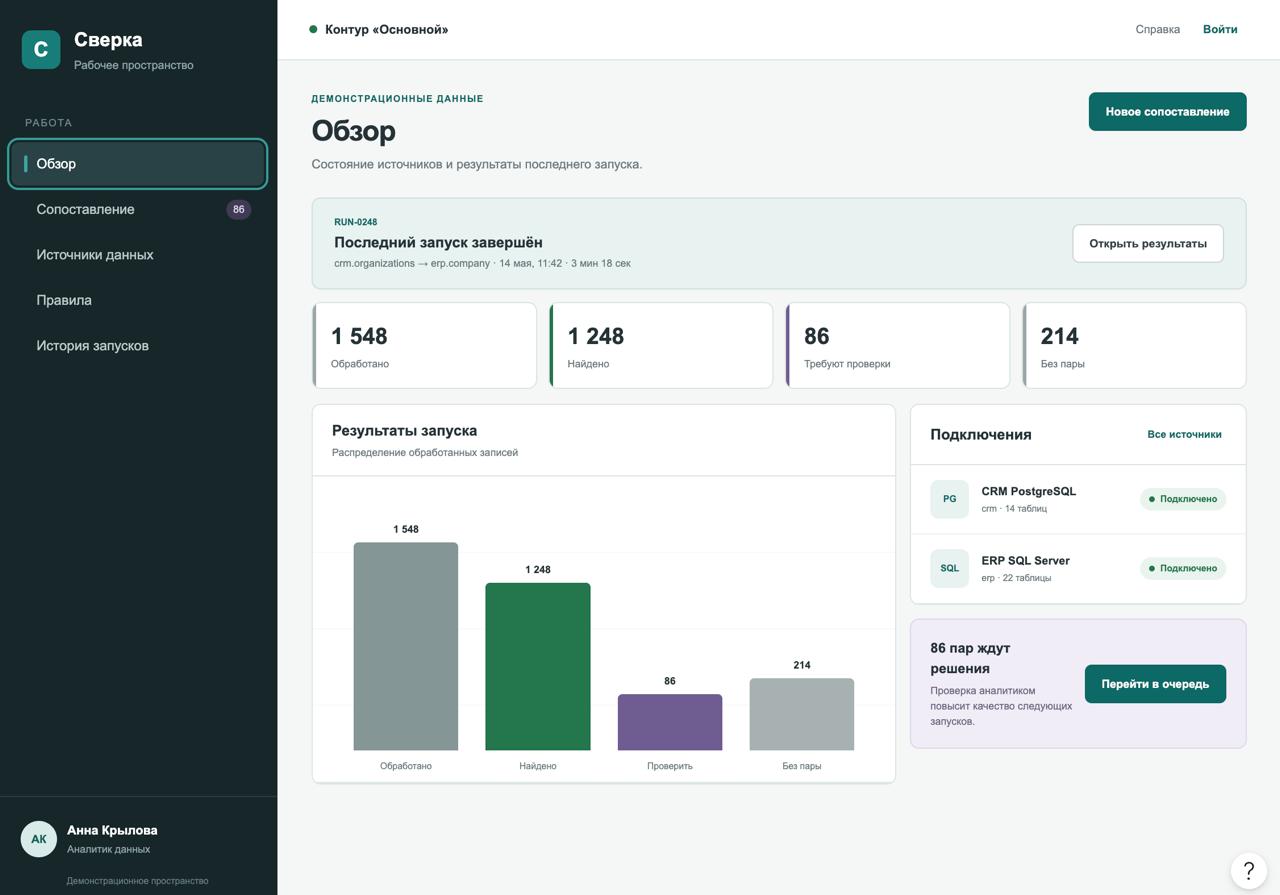 С
Сверка
Рабочее пространство
РАБОТА
Обзор
Сопоставление
86
Источники данных
Правила
История запусков
АК
Анна Крылова
Аналитик данных
Демонстрационное пространство
Контур «Основной»
Справка
Войти
ДЕМОНСТРАЦИОННЫЕ ДАННЫЕ
Обзор
Состояние источников и результаты последнего запуска.
Новое сопоставление
RUN-0248
Последний запуск завершён
crm.organizations → erp.company · 14 мая, 11:42 · 3 мин 18 сек
Открыть результаты
1 548
Обработано
1 248
Найдено
86
Требуют проверки
214
Без пары
Результаты запуска
Распределение обработанных записей
1 548
1 248
86
214
Обработано
Найдено
Проверить
Без пары
Подключения
Все источники
PG
CRM PostgreSQL
crm · 14 таблиц
Подключено
SQL
ERP SQL Server
erp · 22 таблицы
Подключено
86 пар ждут
решения
Проверка аналитиком
повысит качество следующих
запусков.
Перейти в очередь
?